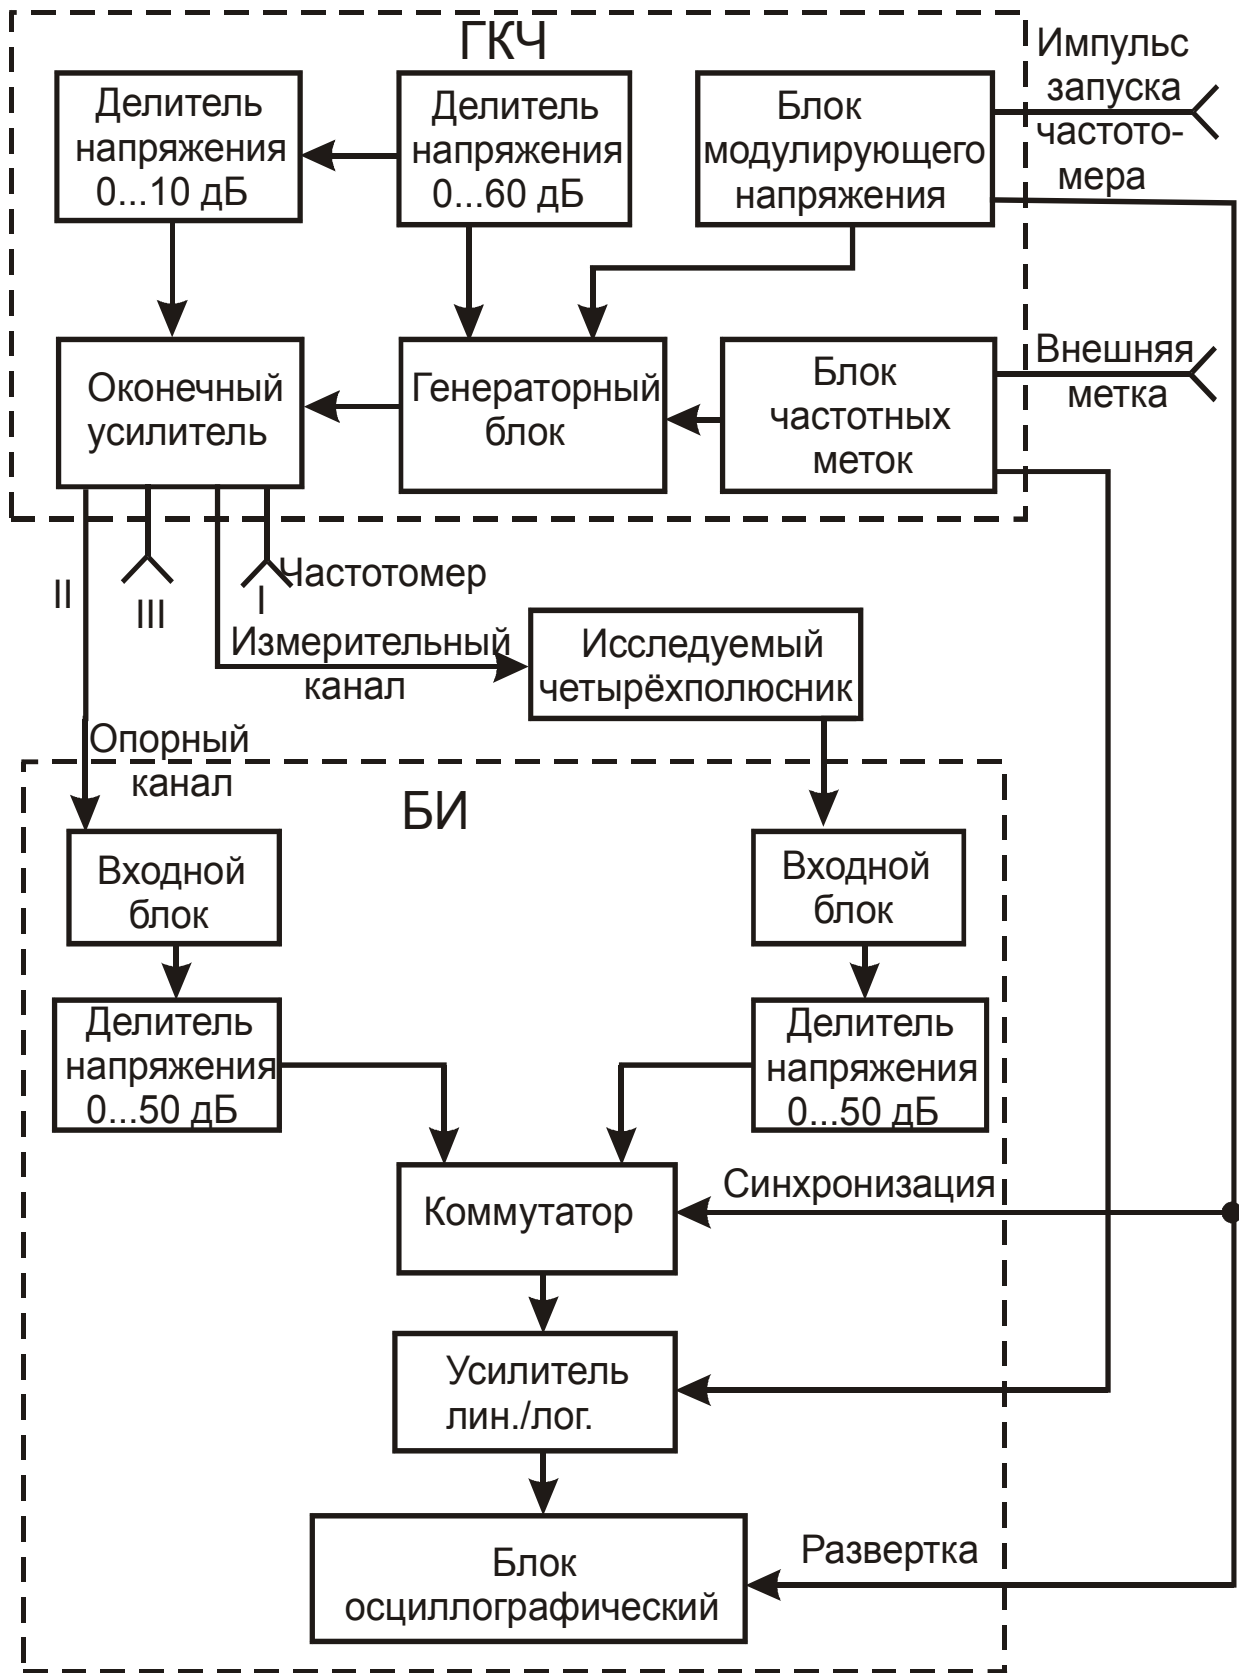 ГКЧ
Делитель
напряжения
0...10 дБ
Делитель
напряжения
0...60 дБ
Блок
модулирующего
напряжения
Импульс
запуска
частото-
мера
Оконечный
усилитель
Генераторный
блок
Блок
частотных
меток
Внешняя
метка
II
III
I
Частотомер
Измерительный
канал
Исследуемый
четырёхполюсник
Опорный
канал
БИ
Входной
блок
Входной
блок
Делитель
напряжения
0...50 дБ
Делитель
напряжения
0...50 дБ
Коммутатор
Синхронизация
Усилитель
лин./лог.
Блок
осциллографический
Развертка